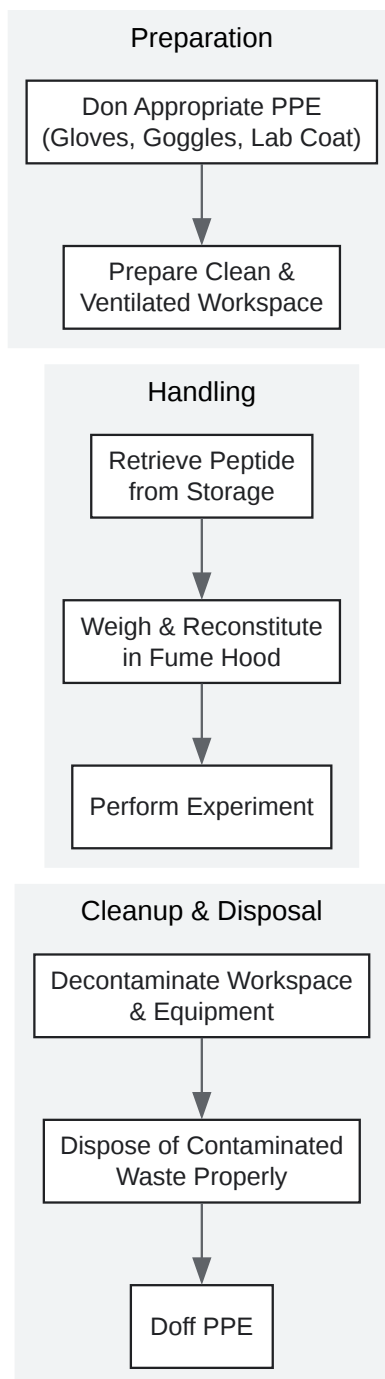 Preparation
Don Appropriate PPE
(Gloves, Goggles, Lab Coat)
Prepare Clean &
Ventilated Workspace
Handling
Retrieve Peptide
from Storage
Weigh & Reconstitute
in Fume Hood
Perform Experiment
Cleanup & Disposal
Decontaminate Workspace
& Equipment
Dispose of Contaminated
Waste Properly
Doff PPE